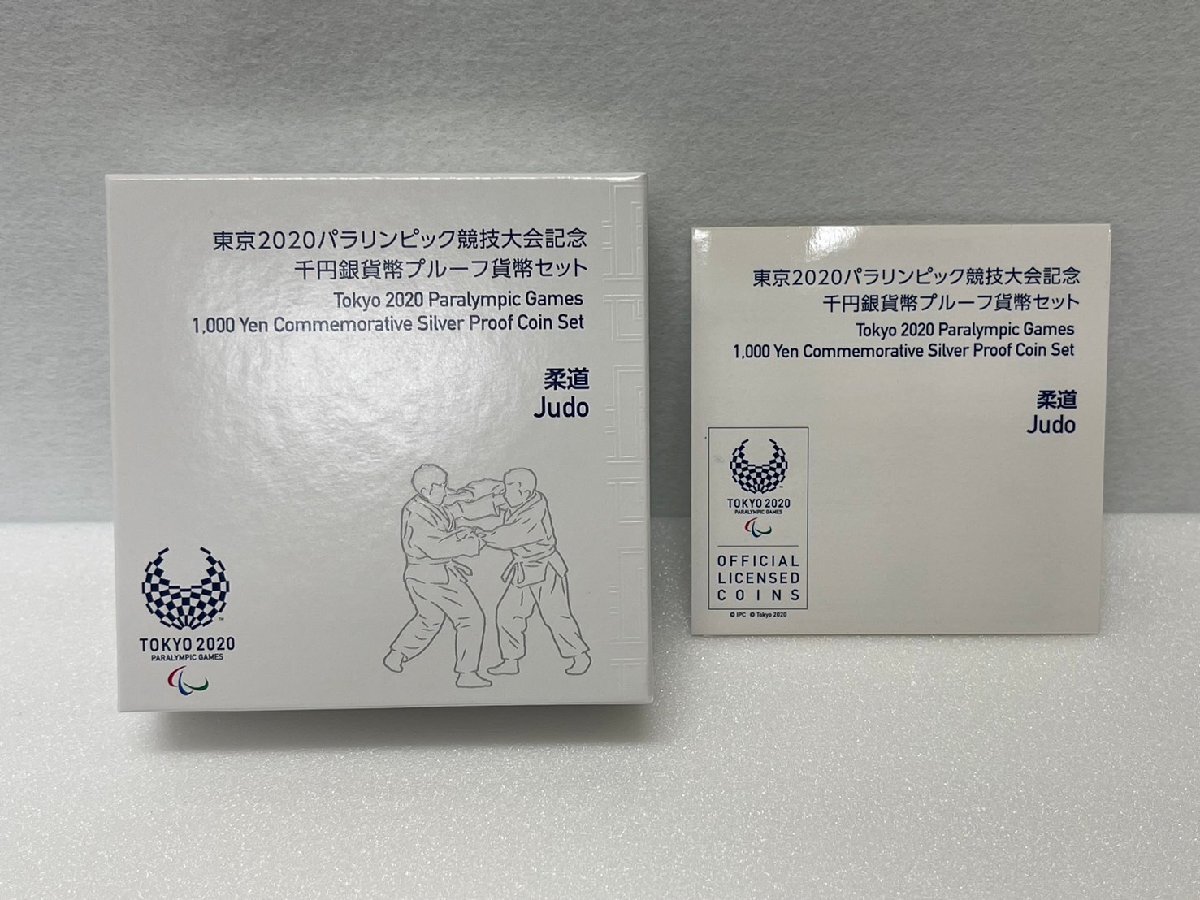 東京2020パラリンピック競技大会記念
千円銀貨幣プルーフ貨幣セット
Tokyo 2020 Paralympic Games
1,000 Yen Commemorative Silver Proof Coin Set
柔道
Judo
TM
TOKYO 2020
PARALYMPIC GAMES
東京2020パラリンピック競技大会記念
千円銀貨幣プルーフ貨幣セット
Tokyo 2020 Paralympic Games
1,000 Yen Commemorative Silver Proof Coin Set
柔道
Judo
TOKYO 2020
PARALYMPIC GAMES
OFFICIAL
LICENSED
COINS
© IPC © Tokyo 2020